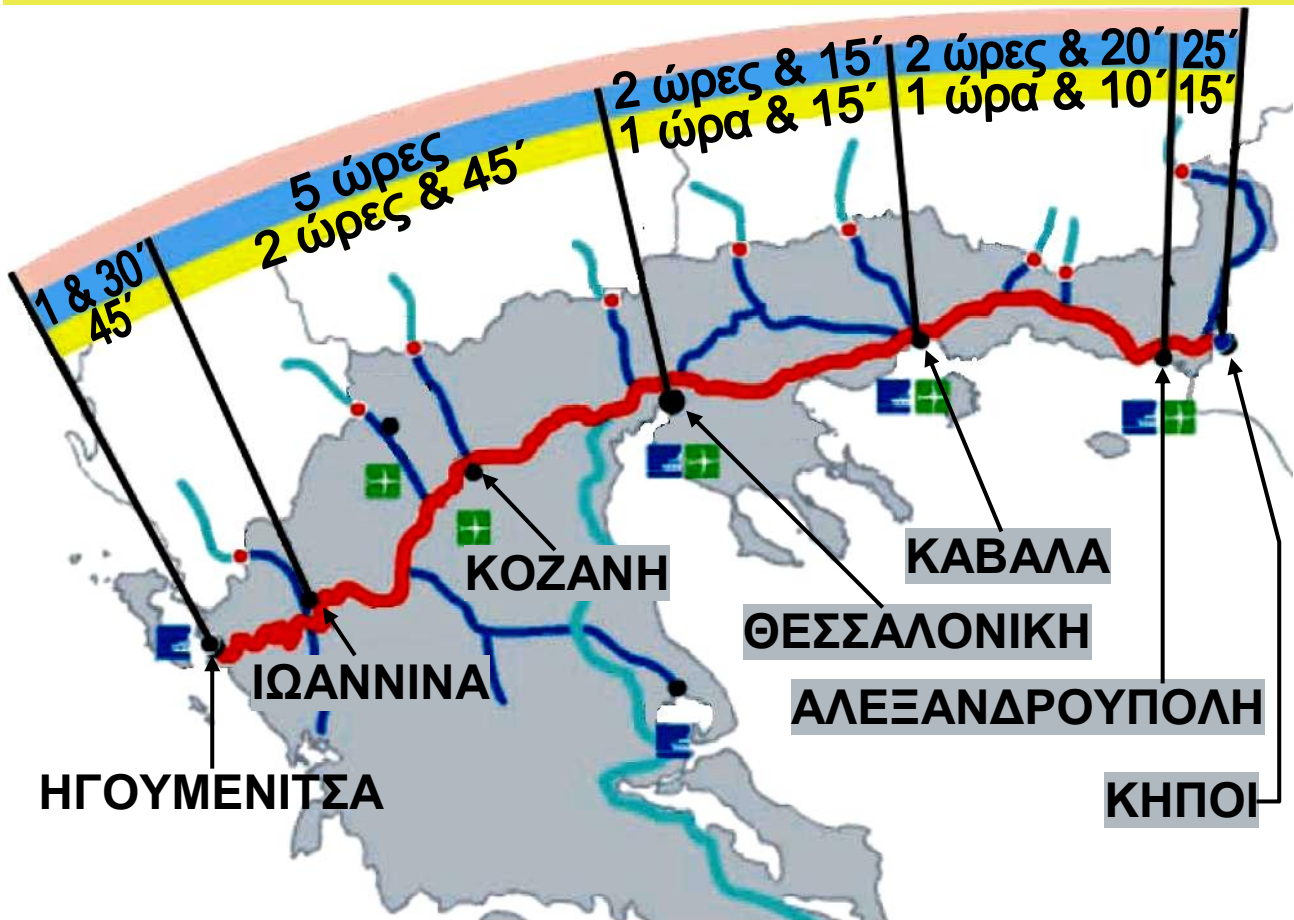 2 ώρες & 15΄
2 ώρες & 20΄
25΄
1 ώρα & 15΄
1 ώρα & 10΄
15΄
5 ώρες
2 ώρες & 45΄
1 & 30΄
45΄
ΚΟΖΑΝΗ
ΚΑΒΑΛΑ
ΘΕΣΣΑΛΟΝΙΚΗ
ΙΩΑΝΝΙΝΑ
ΑΛΕΞΑΝΔΡΟΥΠΟΛΗ
ΗΓΟΥΜΕΝΙΤΣΑ
ΚΗΠΟΙ